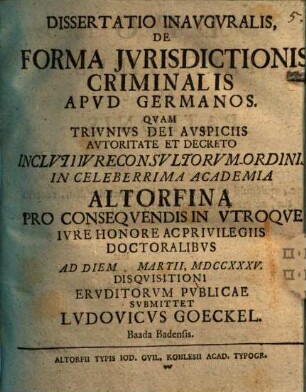 5.
DISSERTATIO INAVGVRALIS,
DE
FORMA JVRISDICTIONIS
CRIMINALIS
APVD GERMANOS.
QVAM
TRIVNIVS DEI AVSPICIIS
AVTORITATE ET DECRETO
INCLVTI IVRECONSVLTORVM ORDINI
IN CELEBERRIMA ACADEMIA
ALTORFINA
PRO CONSEQVENDIS IN VTROQVE
IVRE HONORE AC PRIVILEGIIS
DOCTORALIBVS
AD DIEM MARTII, MDCCXXXV.
DISQVISITIONI
ERVDITORVM PVBLICAE
SVBMITTET
LVDOVICVS GOECKEL.
Baada Badensis.
ALTORFII TYPIS IOD. GVIL. KOHLESII ACAD. TYPOGR.